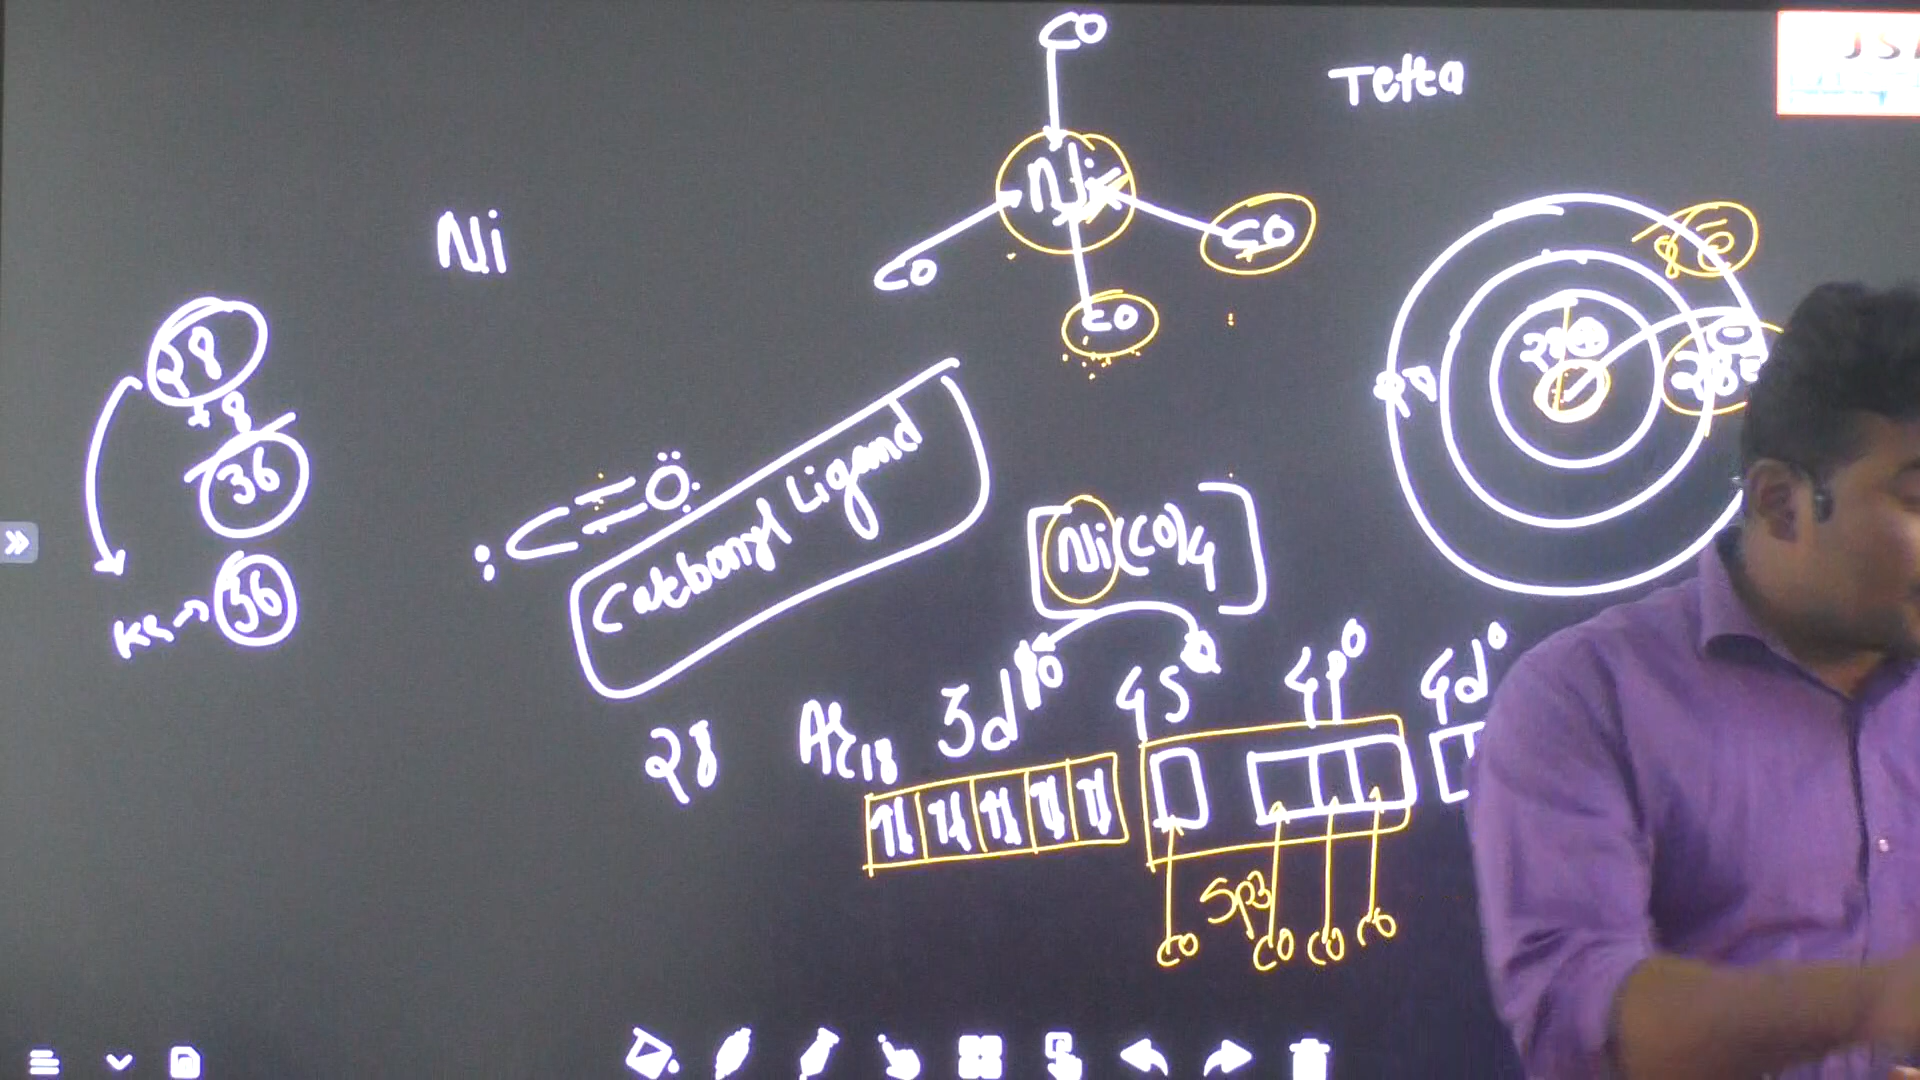 CO
Tetra
JS
Ni
Ni
CO
CO
CO
28
+8
36
Kr → 36
:C≡O
Carbonyl Ligand
[Ni(CO)4]
28 Ar18 3d10 4s0 4p0 4d0
sp3
CO CO CO CO